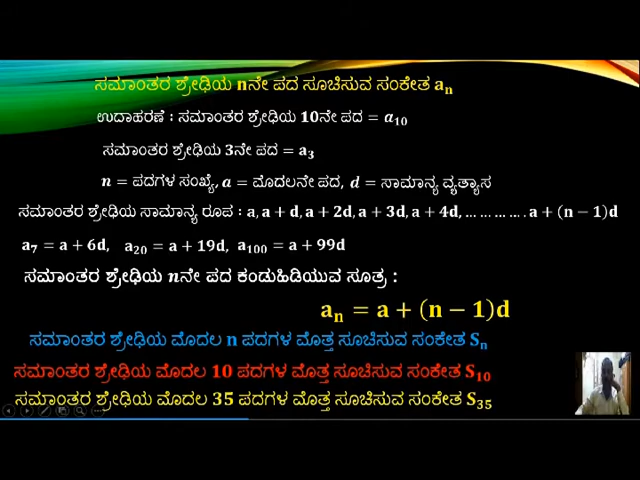 ಸಮಾಂತರ ಶ್ರೇಢಿಯ nನೇ ಪದ ಸೂಚಿಸುವ ಸಂಕೇತ aₙ
ಉದಾಹರಣೆ : ಸಮಾಂತರ ಶ್ರೇಢಿಯ 10ನೇ ಪದ = a₁₀
ಸಮಾಂತರ ಶ್ರೇಢಿಯ 3ನೇ ಪದ = a₃
n = ಪದಗಳ ಸಂಖ್ಯೆ, a = ಮೊದಲನೇ ಪದ, d = ಸಾಮಾನ್ಯ ವ್ಯತ್ಯಾಸ
ಸಮಾಂತರ ಶ್ರೇಢಿಯ ಸಾಮಾನ್ಯ ರೂಪ : a, a + d, a + 2d, a + 3d, a + 4d, … … … … . a + (n − 1)d
a₇ = a + 6d, a₂₀ = a + 19d, a₁₀₀ = a + 99d
ಸಮಾಂತರ ಶ್ರೇಢಿಯ nನೇ ಪದ ಕಂಡುಹಿಡಿಯುವ ಸೂತ್ರ :
aₙ = a + (n − 1)d
ಸಮಾಂತರ ಶ್ರೇಢಿಯ ಮೊದಲ n ಪದಗಳ ಮೊತ್ತ ಸೂಚಿಸುವ ಸಂಕೇತ Sₙ
ಸಮಾಂತರ ಶ್ರೇಢಿಯ ಮೊದಲ 10 ಪದಗಳ ಮೊತ್ತ ಸೂಚಿಸುವ ಸಂಕೇತ S₁₀
ಸಮಾಂತರ ಶ್ರೇಢಿಯ ಮೊದಲ 35 ಪದಗಳ ಮೊತ್ತ ಸೂಚಿಸುವ ಸಂಕೇತ S₃₅